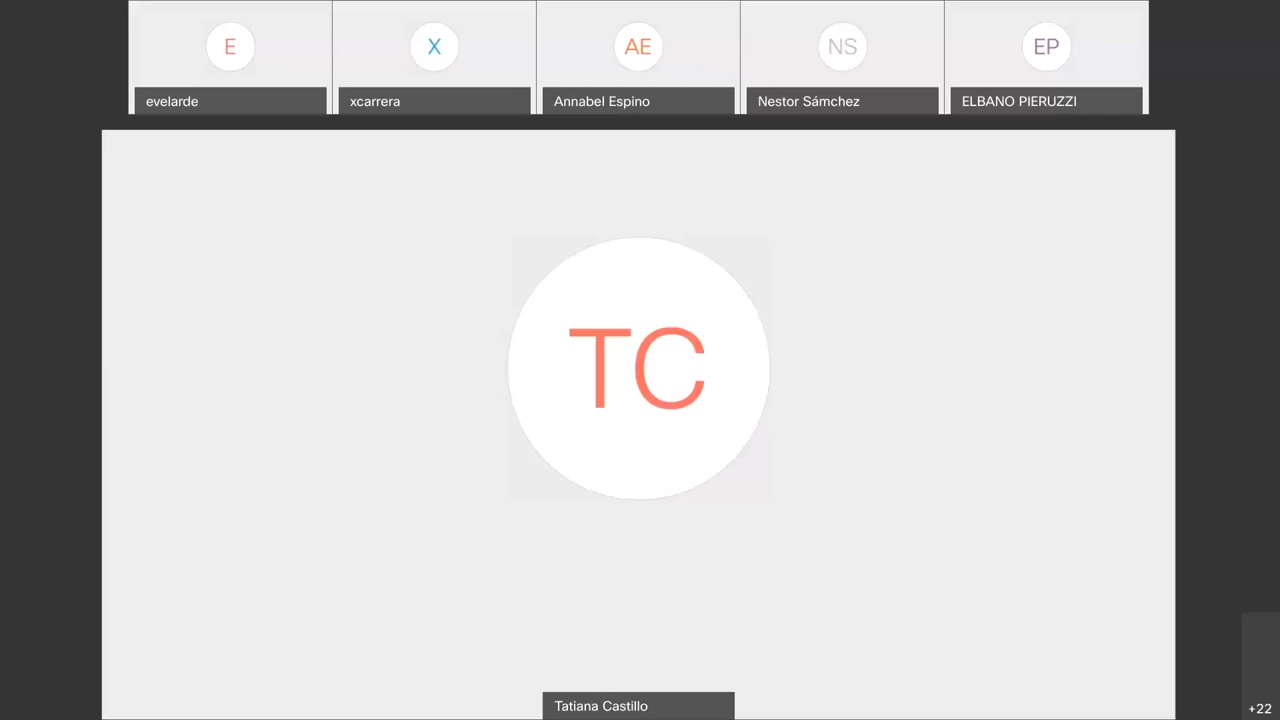 E
evelarde
X
xcarrera
AE
Annabel Espino
NS
Nestor Sámchez
EP
ELBANO PIERUZZI
TC
Tatiana Castillo
+22